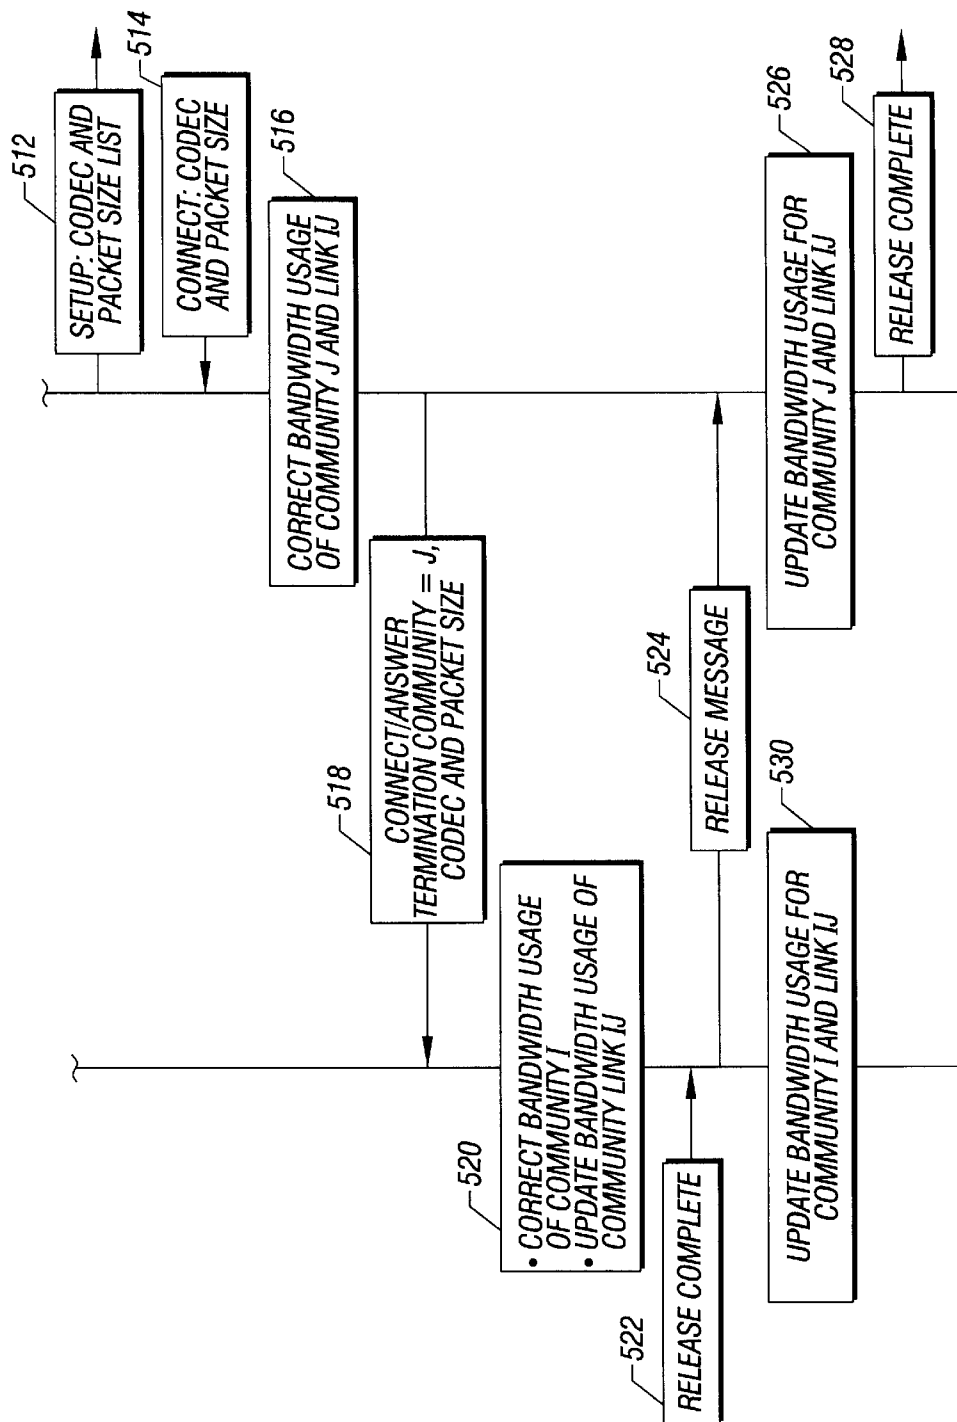 512
SETUP: CODEC AND
PACKET SIZE LIST
514
CONNECT: CODEC
AND PACKET SIZE
516
CORRECT BANDWIDTH USAGE
OF COMMUNITY J AND LINK IJ
518
CONNECT/ANSWER
TERMINATION COMMUNITY = J,
CODEC AND PACKET SIZE
520
• CORRECT BANDWIDTH USAGE
OF COMMUNITY I
• UPDATE BANDWIDTH USAGE OF
COMMUNITY LINK IJ
522
RELEASE COMPLETE
524
RELEASE MESSAGE
526
UPDATE BANDWIDTH USAGE FOR
COMMUNITY J AND LINK IJ
528
RELEASE COMPLETE
530
UPDATE BANDWIDTH USAGE FOR
COMMUNITY I AND LINK IJ